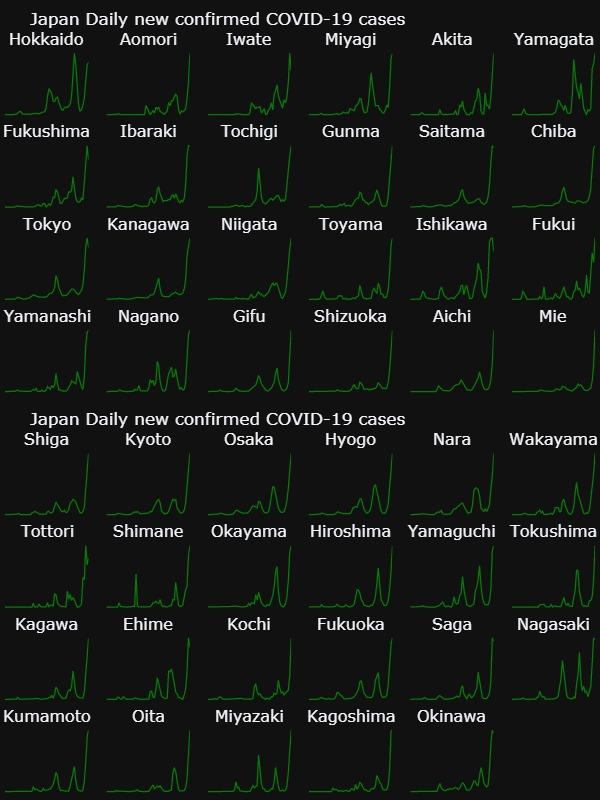 Japan Daily new confirmed COVID-19 cases
Hokkaido Aomori Iwate Miyagi Akita Yamagata
Fukushima Ibaraki Tochigi Gunma Saitama Chiba
Tokyo Kanagawa Niigata Toyama Ishikawa Fukui
Yamanashi Nagano Gifu Shizuoka Aichi Mie
Japan Daily new confirmed COVID-19 cases
Shiga Kyoto Osaka Hyogo Nara Wakayama
Tottori Shimane Okayama Hiroshima Yamaguchi Tokushima
Kagawa Ehime Kochi Fukuoka Saga Nagasaki
Kumamoto Oita Miyazaki Kagoshima Okinawa